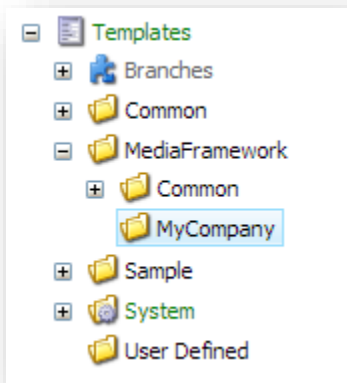 Templates
Branches
Common
MediaFramework
Common
MyCompany
Sample
System
User Defined